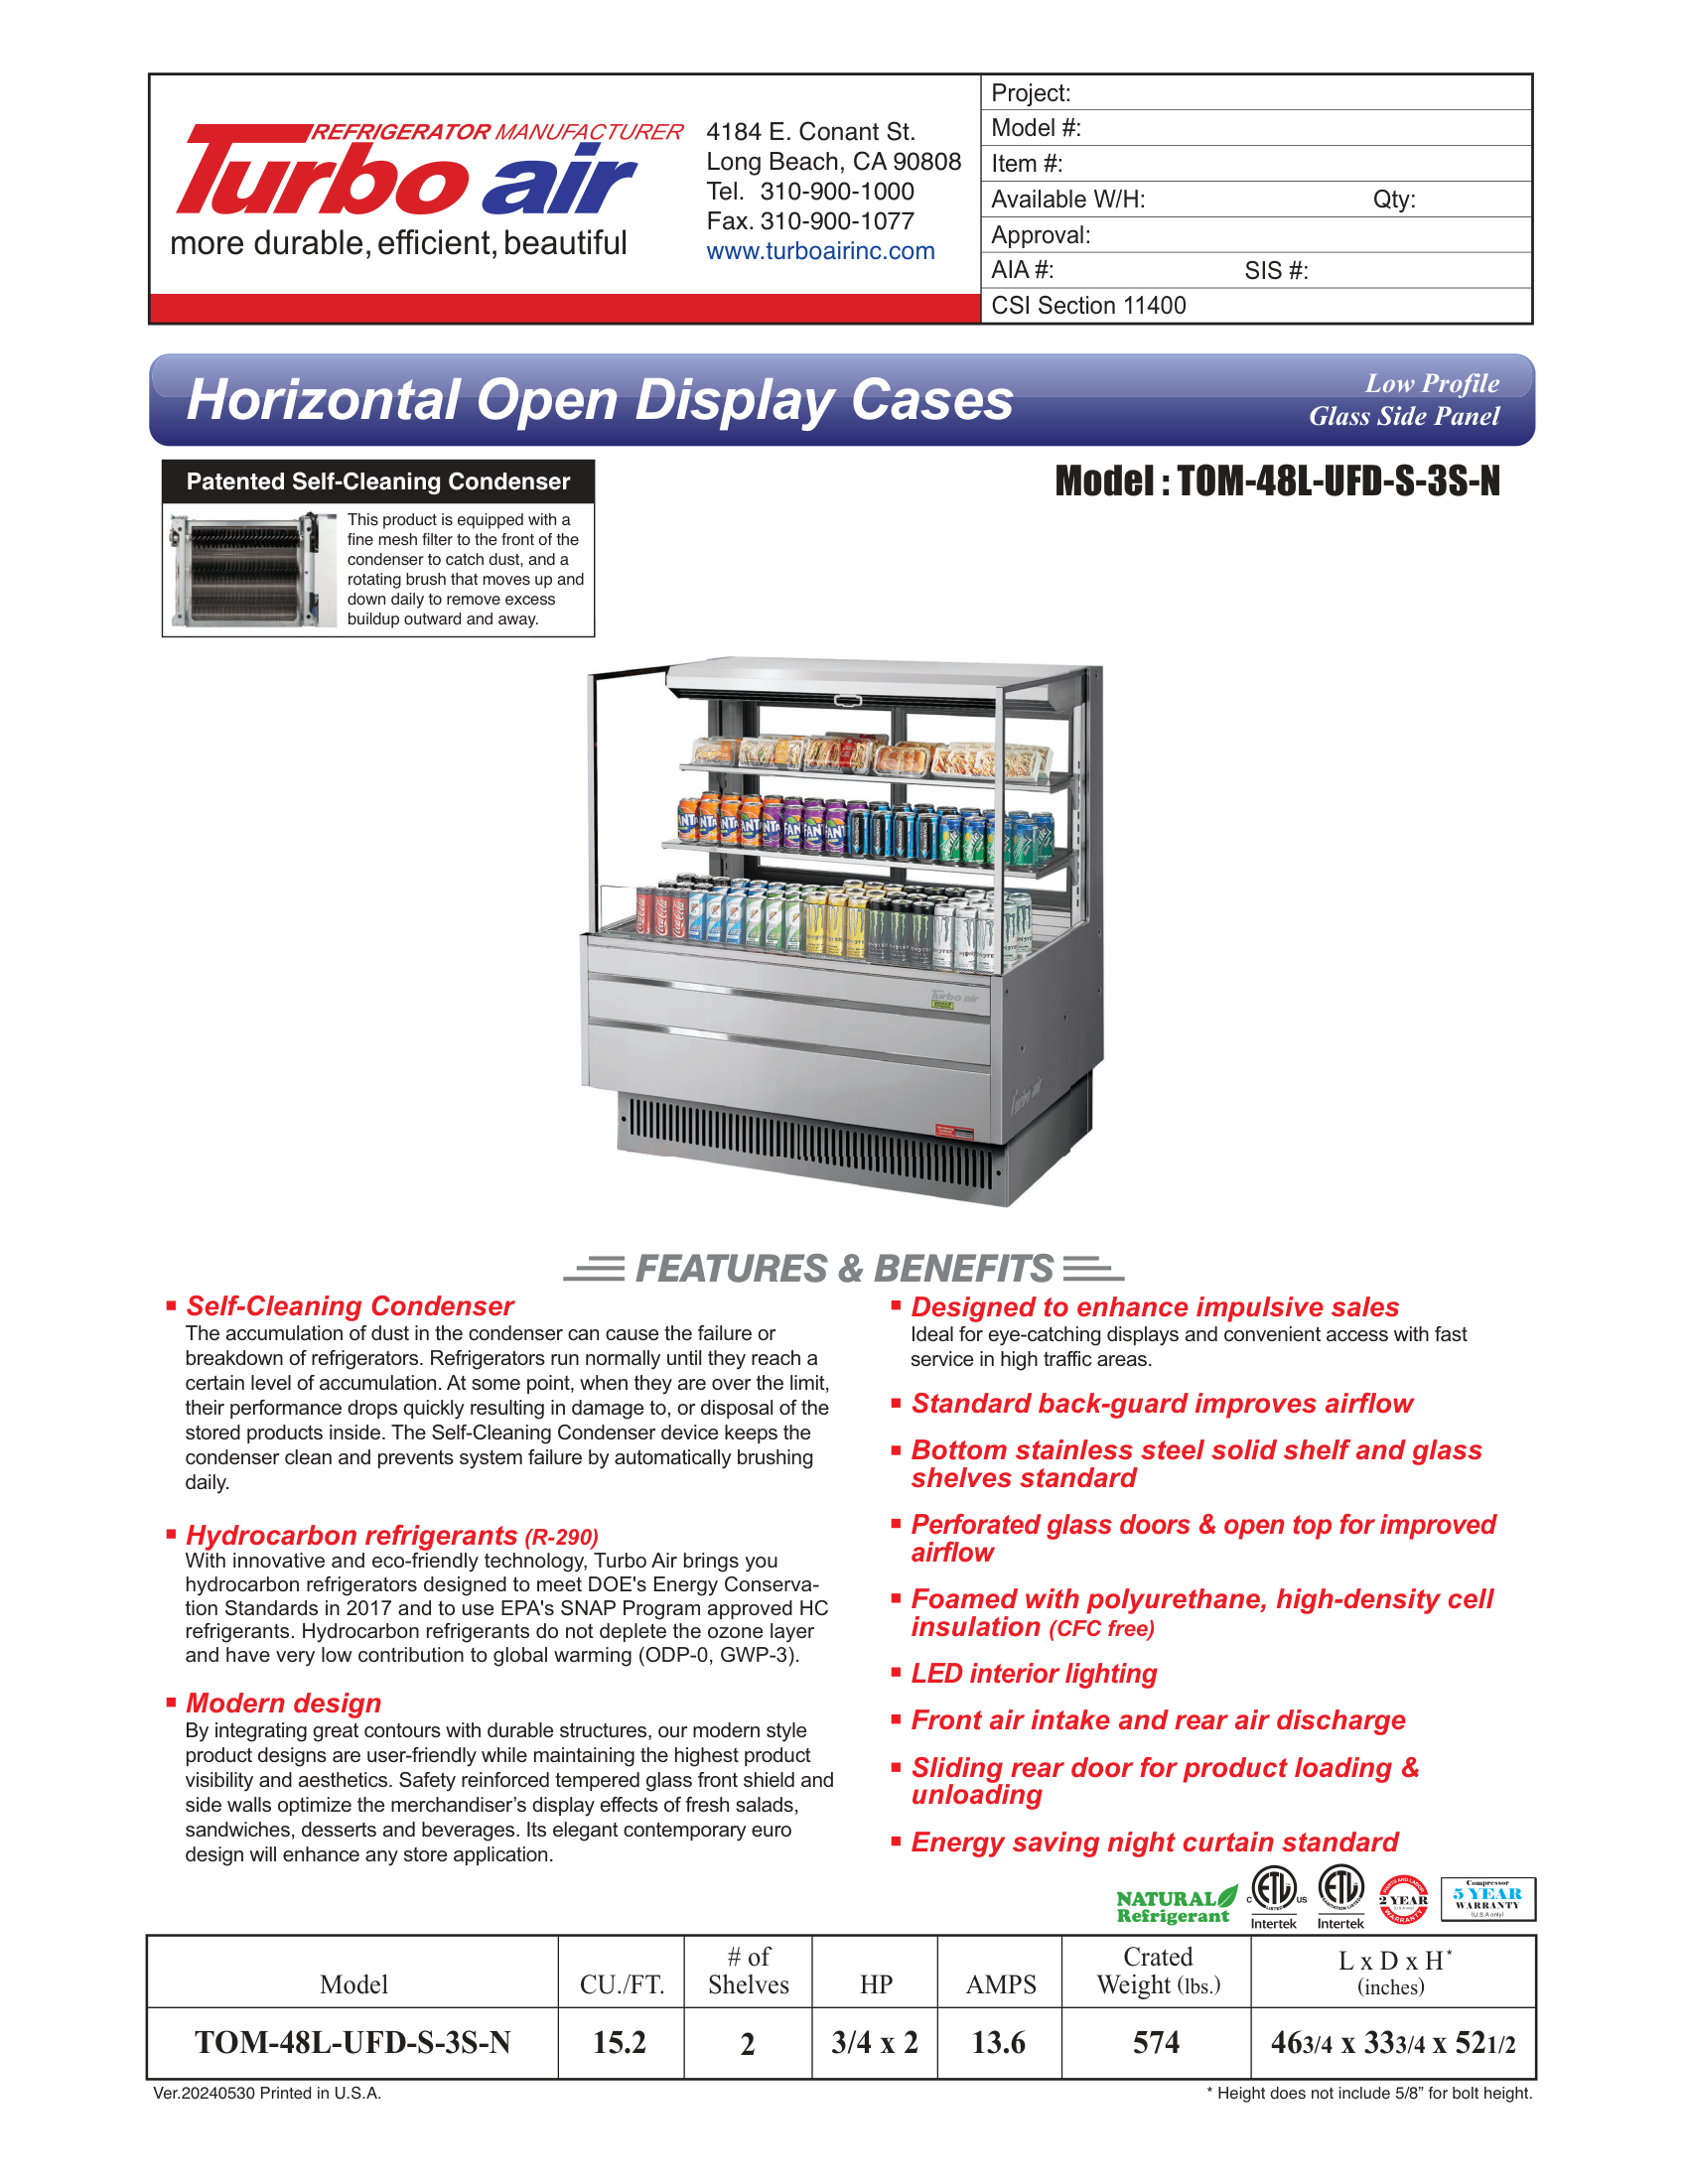 REFRIGERATOR MANUFACTURER
Turbo air
more durable, efficient, beautiful
4184 E. Conant St.
Long Beach, CA 90808
Tel. 310-900-1000
Fax. 310-900-1077
www.turboairinc.com
Project:
Model #:
Item #:
Available W/H: Qty:
Approval:
AIA #: SIS #:
CSI Section 11400
Horizontal Open Display Cases
Low Profile
Glass Side Panel
Patented Self-Cleaning Condenser
This product is equipped with a
fine mesh filter to the front of the
condenser to catch dust, and a
rotating brush that moves up and
down daily to remove excess
buildup outward and away.
Model : TOM-48L-UFD-S-3S-N
Turbo air
Turbo air
FEATURES & BENEFITS
Self-Cleaning Condenser
The accumulation of dust in the condenser can cause the failure or
breakdown of refrigerators. Refrigerators run normally until they reach a
certain level of accumulation. At some point, when they are over the limit,
their performance drops quickly resulting in damage to, or disposal of the
stored products inside. The Self-Cleaning Condenser device keeps the
condenser clean and prevents system failure by automatically brushing
daily.
Hydrocarbon refrigerants (R-290)
With innovative and eco-friendly technology, Turbo Air brings you
hydrocarbon refrigerators designed to meet DOE's Energy Conserva-
tion Standards in 2017 and to use EPA's SNAP Program approved HC
refrigerants. Hydrocarbon refrigerants do not deplete the ozone layer
and have very low contribution to global warming (ODP-0, GWP-3).
Modern design
By integrating great contours with durable structures, our modern style
product designs are user-friendly while maintaining the highest product
visibility and aesthetics. Safety reinforced tempered glass front shield and
side walls optimize the merchandiser’s display effects of fresh salads,
sandwiches, desserts and beverages. Its elegant contemporary euro
design will enhance any store application.
Designed to enhance impulsive sales
Ideal for eye-catching displays and convenient access with fast
service in high traffic areas.
Standard back-guard improves airflow
Bottom stainless steel solid shelf and glass
shelves standard
Perforated glass doors & open top for improved
airflow
Foamed with polyurethane, high-density cell
insulation (CFC free)
LED interior lighting
Front air intake and rear air discharge
Sliding rear door for product loading &
unloading
Energy saving night curtain standard
NATURAL
Refrigerant
C ETL US
LISTED
Intertek
ETL
SANITATION LISTED
Intertek
PARTS AND LABOR
2 YEAR
(U.S.A only)
WARRANTY
Compressor
5 YEAR
WARRANTY
(U.S.A only)
Model CU./FT. # of Shelves HP AMPS Crated Weight (lbs.) L x D x H* (inches)
TOM-48L-UFD-S-3S-N 15.2 2 3/4 x 2 13.6 574 463/4 x 333/4 x 521/2
Ver.20240530 Printed in U.S.A.
* Height does not include 5/8” for bolt height.